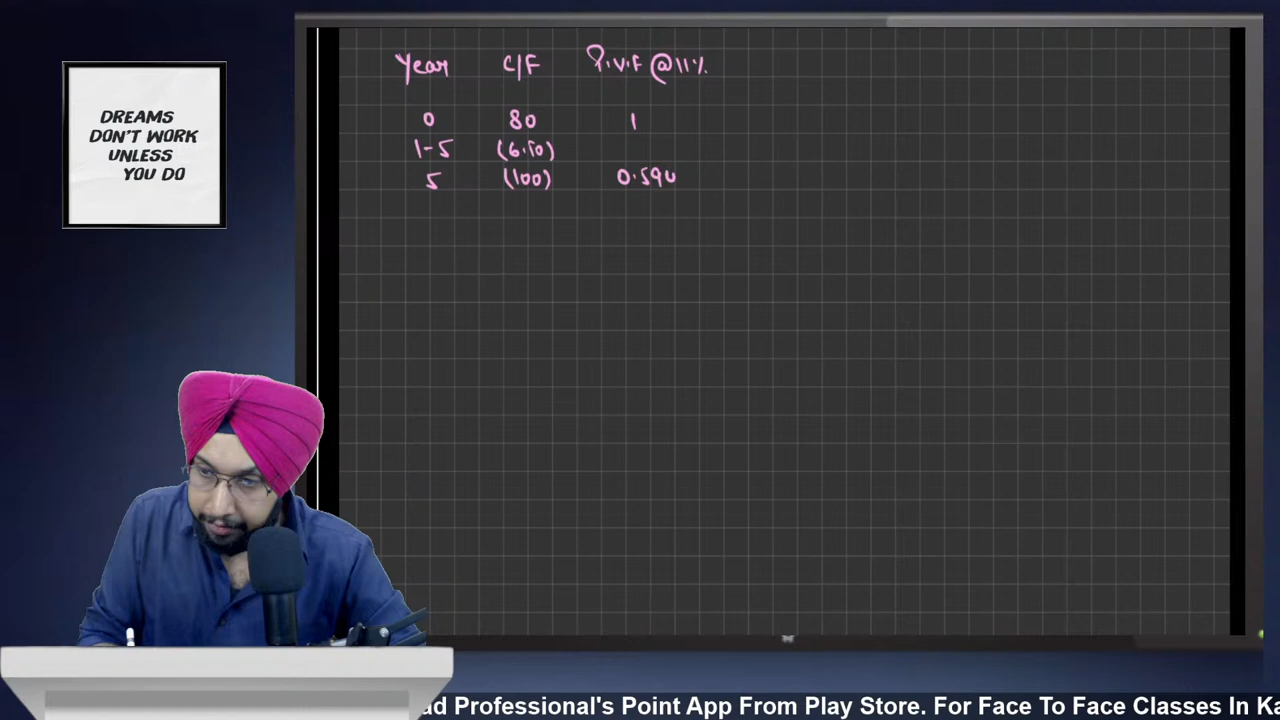 DREAMS
DON'T WORK
UNLESS
YOU DO
Year C/F P.V.F @11%
0 80 1
1-5 (6.50)
5 (100) 0.594
ad Professional's Point App From Play Store. For Face To Face Classes In Ka